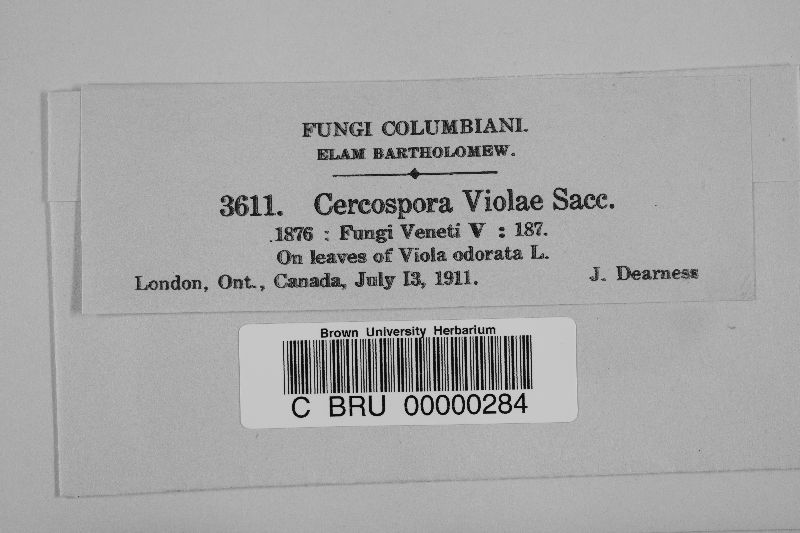 FUNGI COLUMBIANI.
ELAM BARTHOLOMEW.
3611. Cercospora Violae Sacc.
1876 : Fungi Veneti V : 187.
On leaves of Viola odorata L.
London, Ont., Canada, July 13, 1911. J. Dearness
Brown University Herbarium
C BRU 00000284